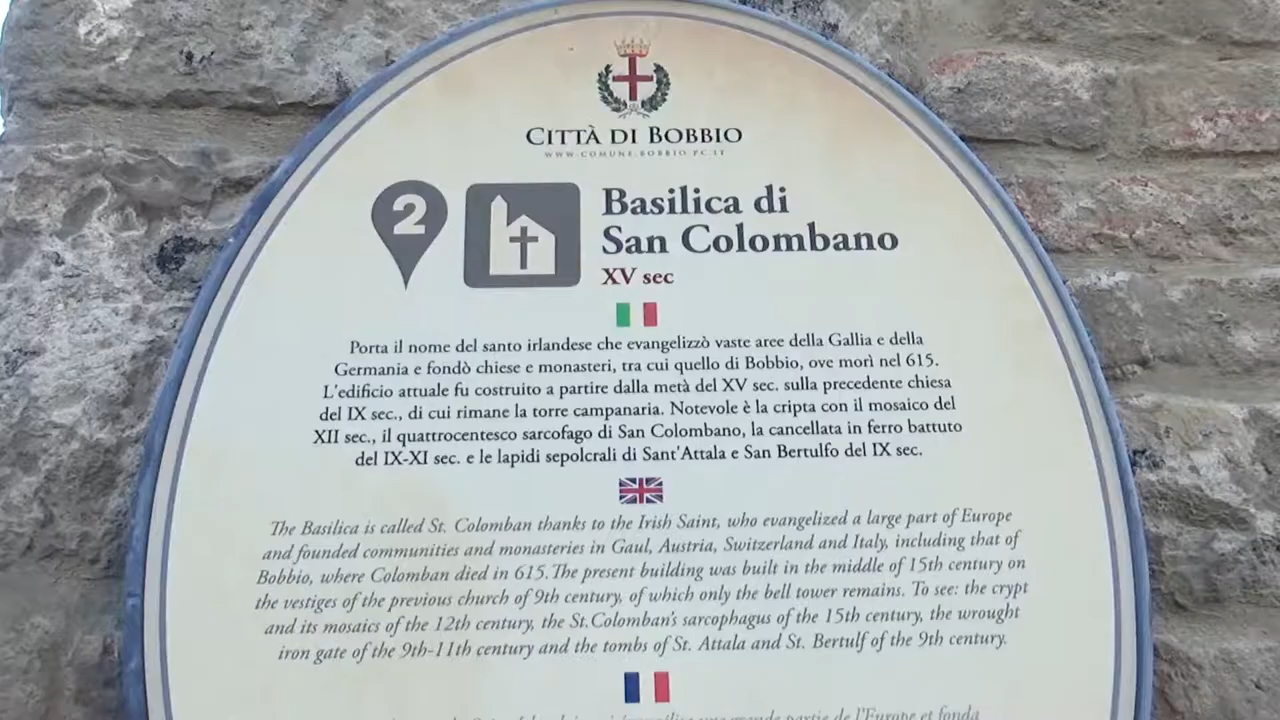 CITTÀ DI BOBBIO
WWW.COMUNE.BOBBIO.PC.IT
2
Basilica di
San Colombano
XV sec
Porta il nome del santo irlandese che evangelizzò vaste aree della Gallia e della
Germania e fondò chiese e monasteri, tra cui quello di Bobbio, ove morì nel 615.
L'edificio attuale fu costruito a partire dalla metà del XV sec. sulla precedente chiesa
del IX sec., di cui rimane la torre campanaria. Notevole è la cripta con il mosaico del
XII sec., il quattrocentesco sarcofago di San Colombano, la cancellata in ferro battuto
del IX-XI sec. e le lapidi sepolcrali di Sant'Attala e San Bertulfo del IX sec.
The Basilica is called St. Colomban thanks to the Irish Saint, who evangelized a large part of Europe
and founded communities and monasteries in Gaul, Austria, Switzerland and Italy, including that of
Bobbio, where Colomban died in 615. The present building was built in the middle of 15th century on
the vestiges of the previous church of 9th century, of which only the bell tower remains. To see: the crypt
and its mosaics of the 12th century, the St.Colomban's sarcophagus of the 15th century, the wrought
iron gate of the 9th-11th century and the tombs of St. Attala and St. Bertulf of the 9th century.
partie de l'Europe et fonda